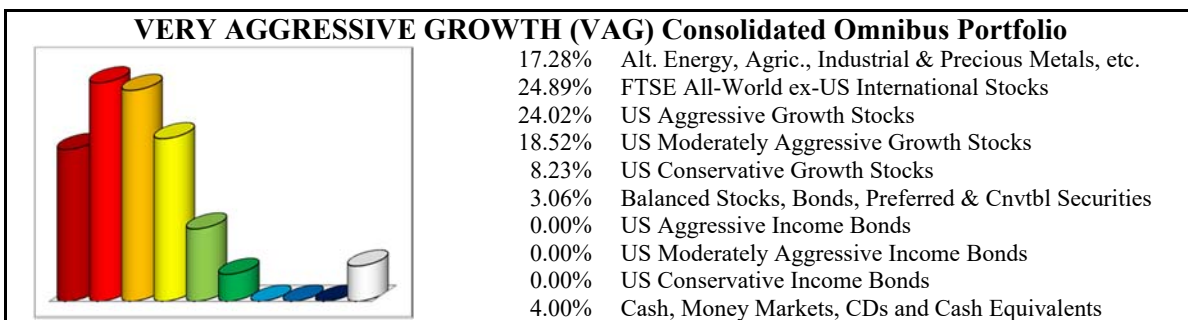 VERY AGGRESSIVE GROWTH (VAG) Consolidated Omnibus Portfolio
17.28% Alt. Energy, Agric., Industrial & Precious Metals, etc.
24.89% FTSE All-World ex-US International Stocks
24.02% US Aggressive Growth Stocks
18.52% US Moderately Aggressive Growth Stocks
8.23% US Conservative Growth Stocks
3.06% Balanced Stocks, Bonds, Preferred & Cnvtbl Securities
0.00% US Aggressive Income Bonds
0.00% US Moderately Aggressive Income Bonds
0.00% US Conservative Income Bonds
4.00% Cash, Money Markets, CDs and Cash Equivalents